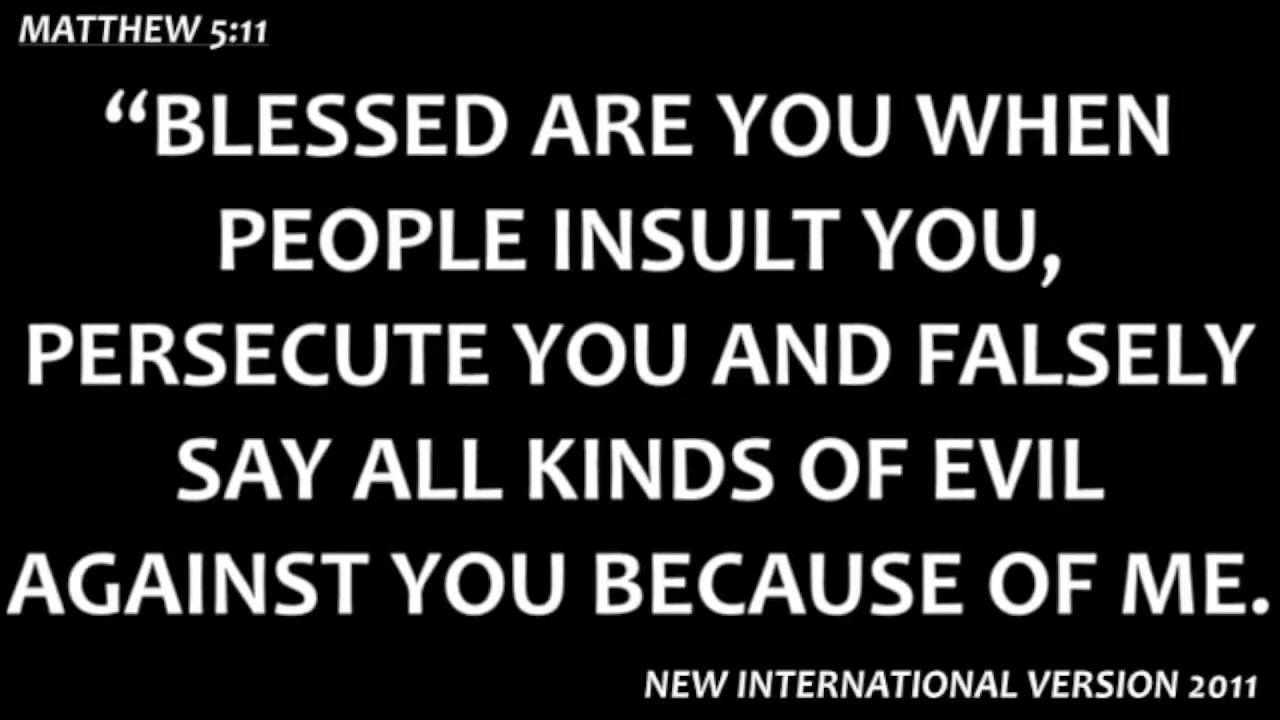 MATTHEW 5:11
“BLESSED ARE YOU WHEN
PEOPLE INSULT YOU,
PERSECUTE YOU AND FALSELY
SAY ALL KINDS OF EVIL
AGAINST YOU BECAUSE OF ME.
NEW INTERNATIONAL VERSION 2011